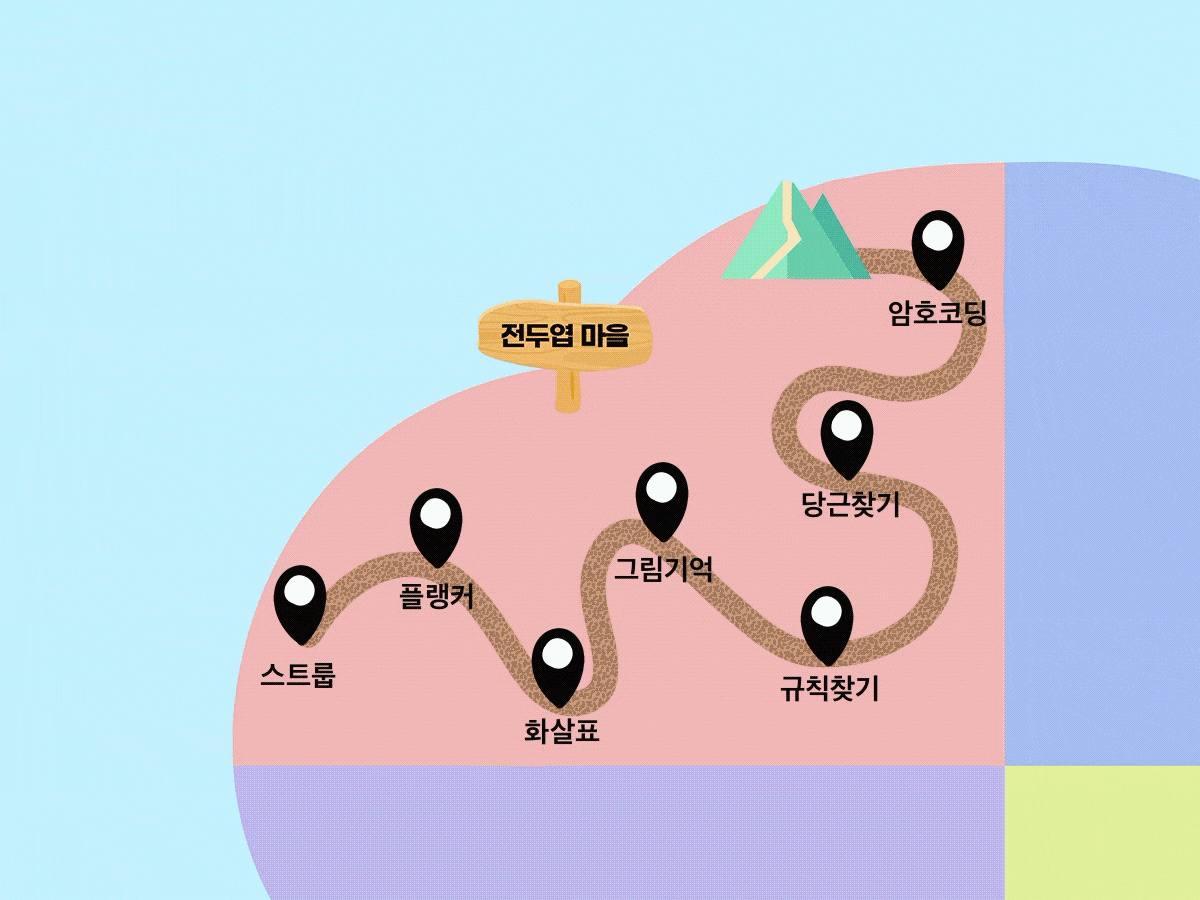 암호코딩
전두엽 마을
당근찾기
그림기억
플랭커
스트룹
규칙찾기
화살표